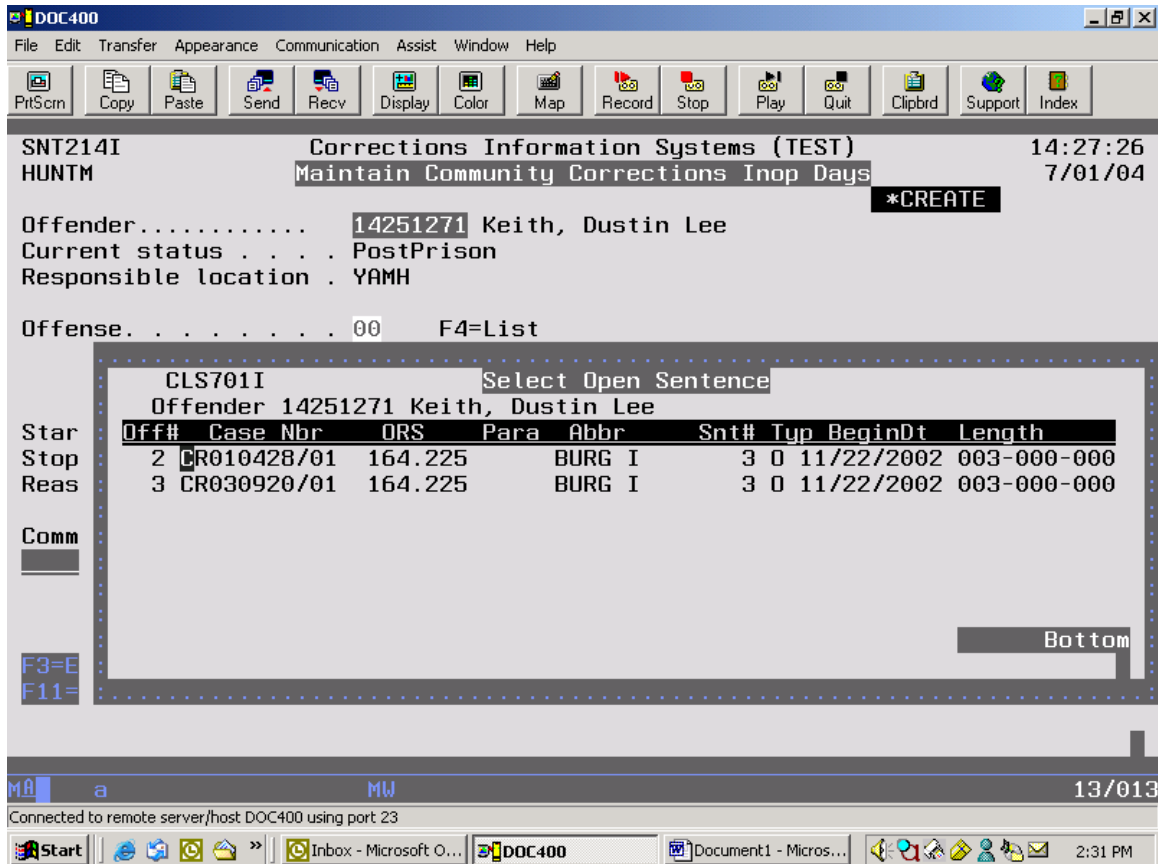 DOC400
File Edit Transfer Appearance Communication Assist Window Help
PrtScrn Copy Paste Send Recv Display Color Map Record Stop Play Quit Clipbrd Support Index
SNT214I Corrections Information Systems (TEST) 14:27:26
HUNTM Maintain Community Corrections Inop Days 7/01/04
*CREATE
Offender............ 14251271 Keith, Dustin Lee
Current status . . . . PostPrison
Responsible location . YAMH
Offense. . . . . . . . 00 F4=List
CLS701I Select Open Sentence
Offender 14251271 Keith, Dustin Lee
Star Off# Case Nbr ORS Para Abbr Snt# Typ BeginDt Length
Stop 2 CR010428/01 164.225 BURG I 3 O 11/22/2002 003-000-000
Reas 3 CR030920/01 164.225 BURG I 3 O 11/22/2002 003-000-000
Comm
Bottom
F3=E
F11=
MA a MW 13/013
Connected to remote server/host DOC400 using port 23
Start » Inbox - Microsoft O... DOC400 Document1 - Micros... 2:31 PM